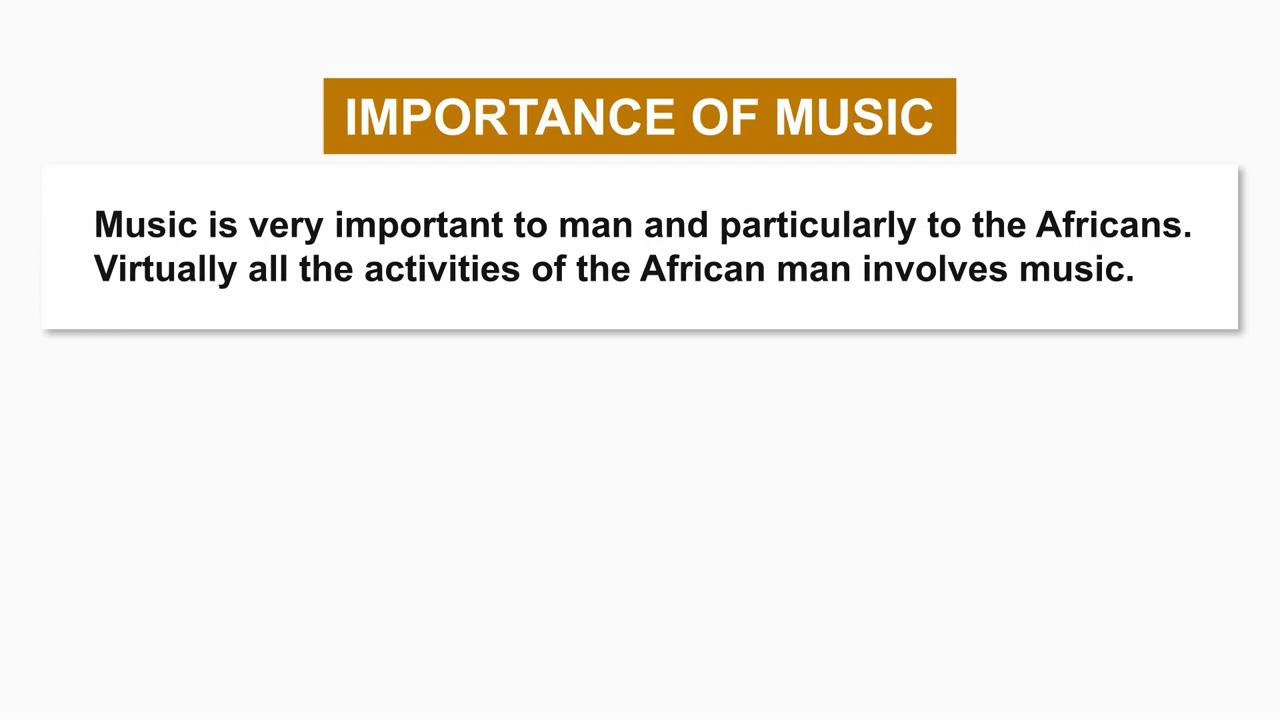 IMPORTANCE OF MUSIC
Music is very important to man and particularly to the Africans.
Virtually all the activities of the African man involves music.